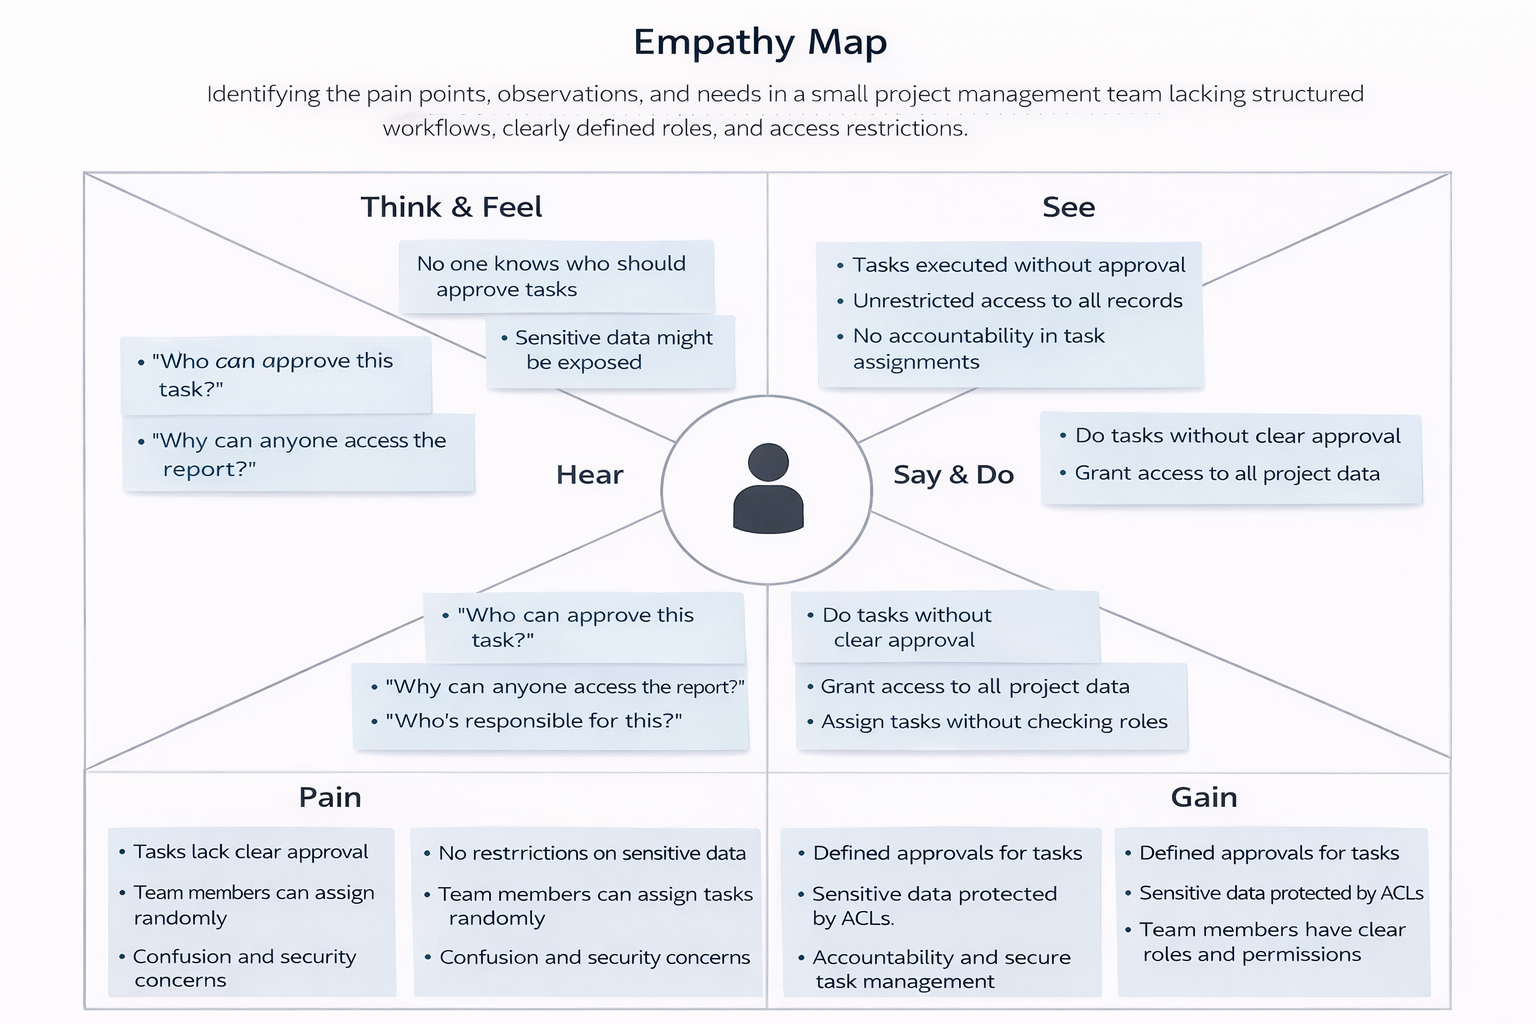 Empathy Map
Identifying the pain points, observations, and needs in a small project management team lacking structured
workflows, clearly defined roles, and access restrictions.
Think & Feel
No one knows who should
approve tasks
• Sensitive data might
be exposed
See
• Tasks executed without approval
• Unrestricted access to all records
• No accountability in task
assignments
• "Who can approve this
task?"
• "Why can anyone access the
report?"
Hear
Say & Do
• Do tasks without clear approval
• Grant access to all project data
• "Who can approve this
task?"
• "Why can anyone access the report?"
• "Who's responsible for this?"
• Do tasks without
clear approval
• Grant access to all project data
• Assign tasks without checking roles
Pain
• Tasks lack clear approval
• Team members can assign
randomly
• Confusion and security
concerns
• No restrrictions on sensitive data
• Team members can assign tasks
randomly
• Confusion and security concerns
Gain
• Defined approvals for tasks
• Sensitive data protected
by ACLs.
• Accountability and secure
task management
• Defined approvals for tasks
• Sensitive data protected by ACLs
• Team members have clear
roles and permissions